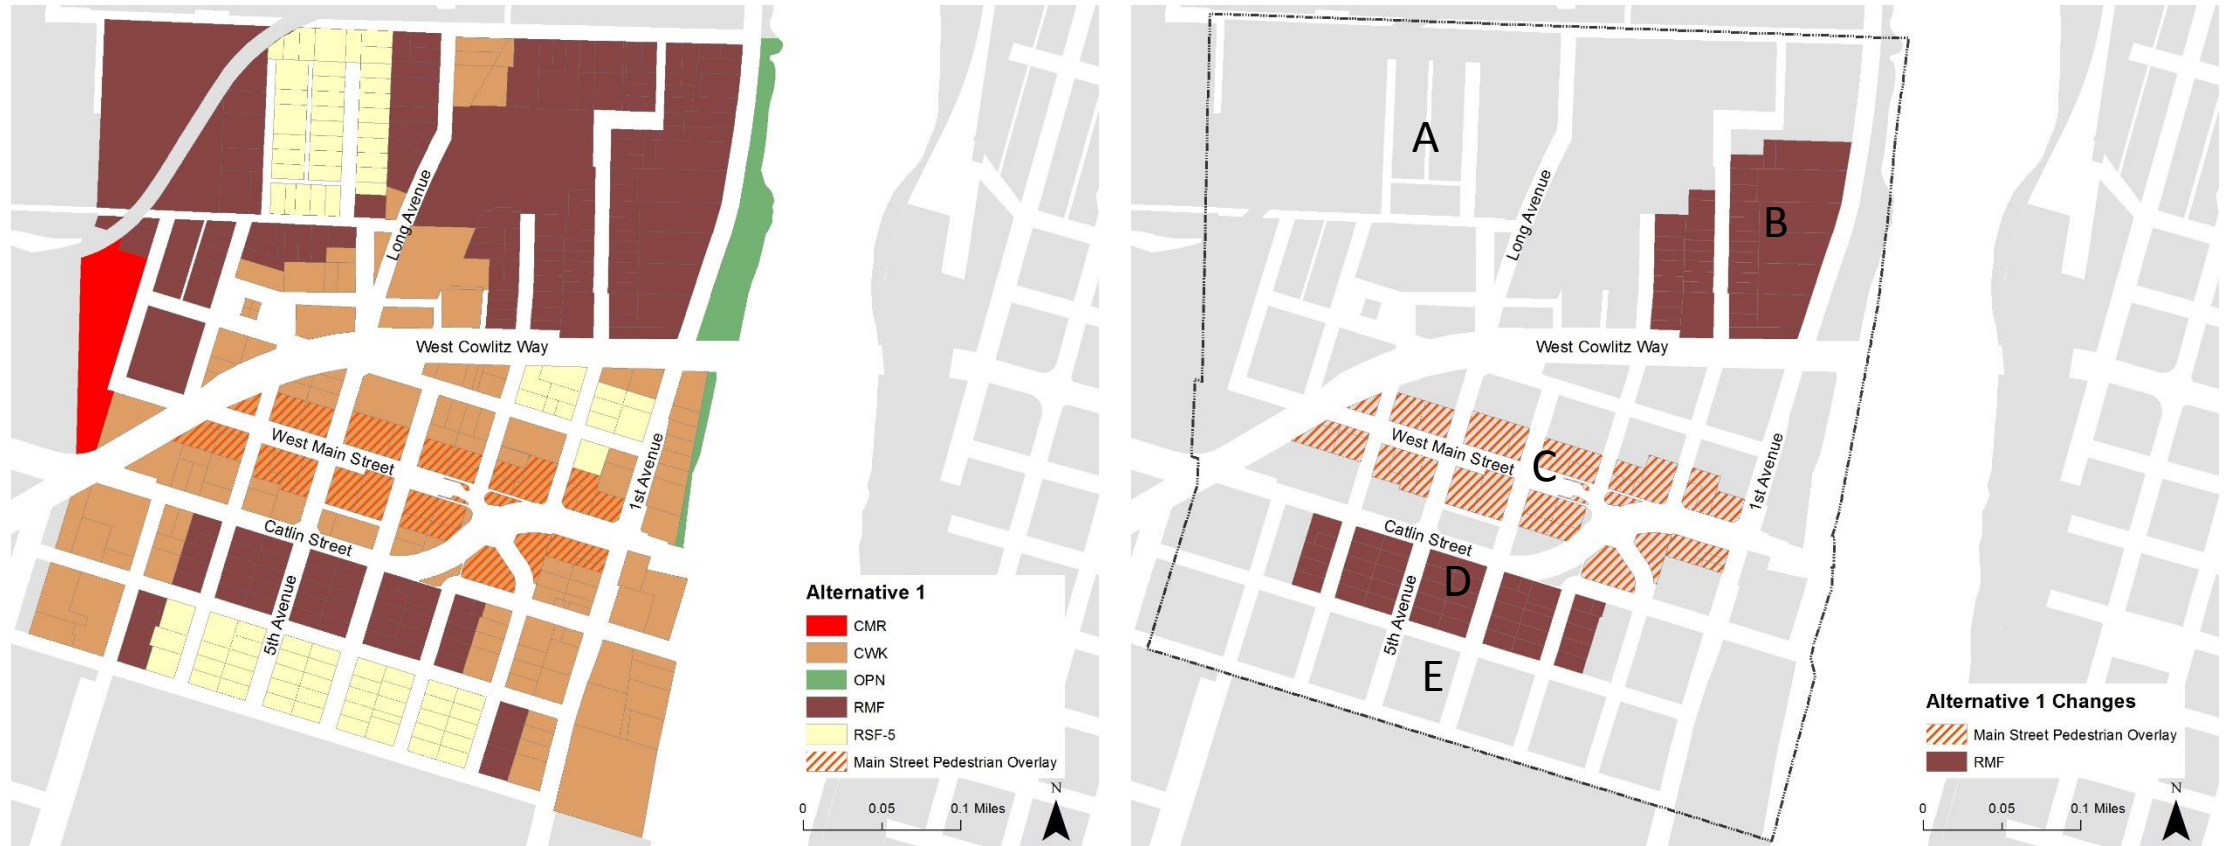 Long Avenue
West Cowlitz Way
West Main Street
1st Avenue
Catlin Street
5th Avenue
Alternative 1
CMR
CWK
OPN
RMF
RSF-5
Main Street Pedestrian Overlay
N
0 0.05 0.1 Miles
A
B
Long Avenue
West Cowlitz Way
West Main Street
C
1st Avenue
Catlin Street
D
5th Avenue
E
Alternative 1 Changes
Main Street Pedestrian Overlay
RMF
N
0 0.05 0.1 Miles